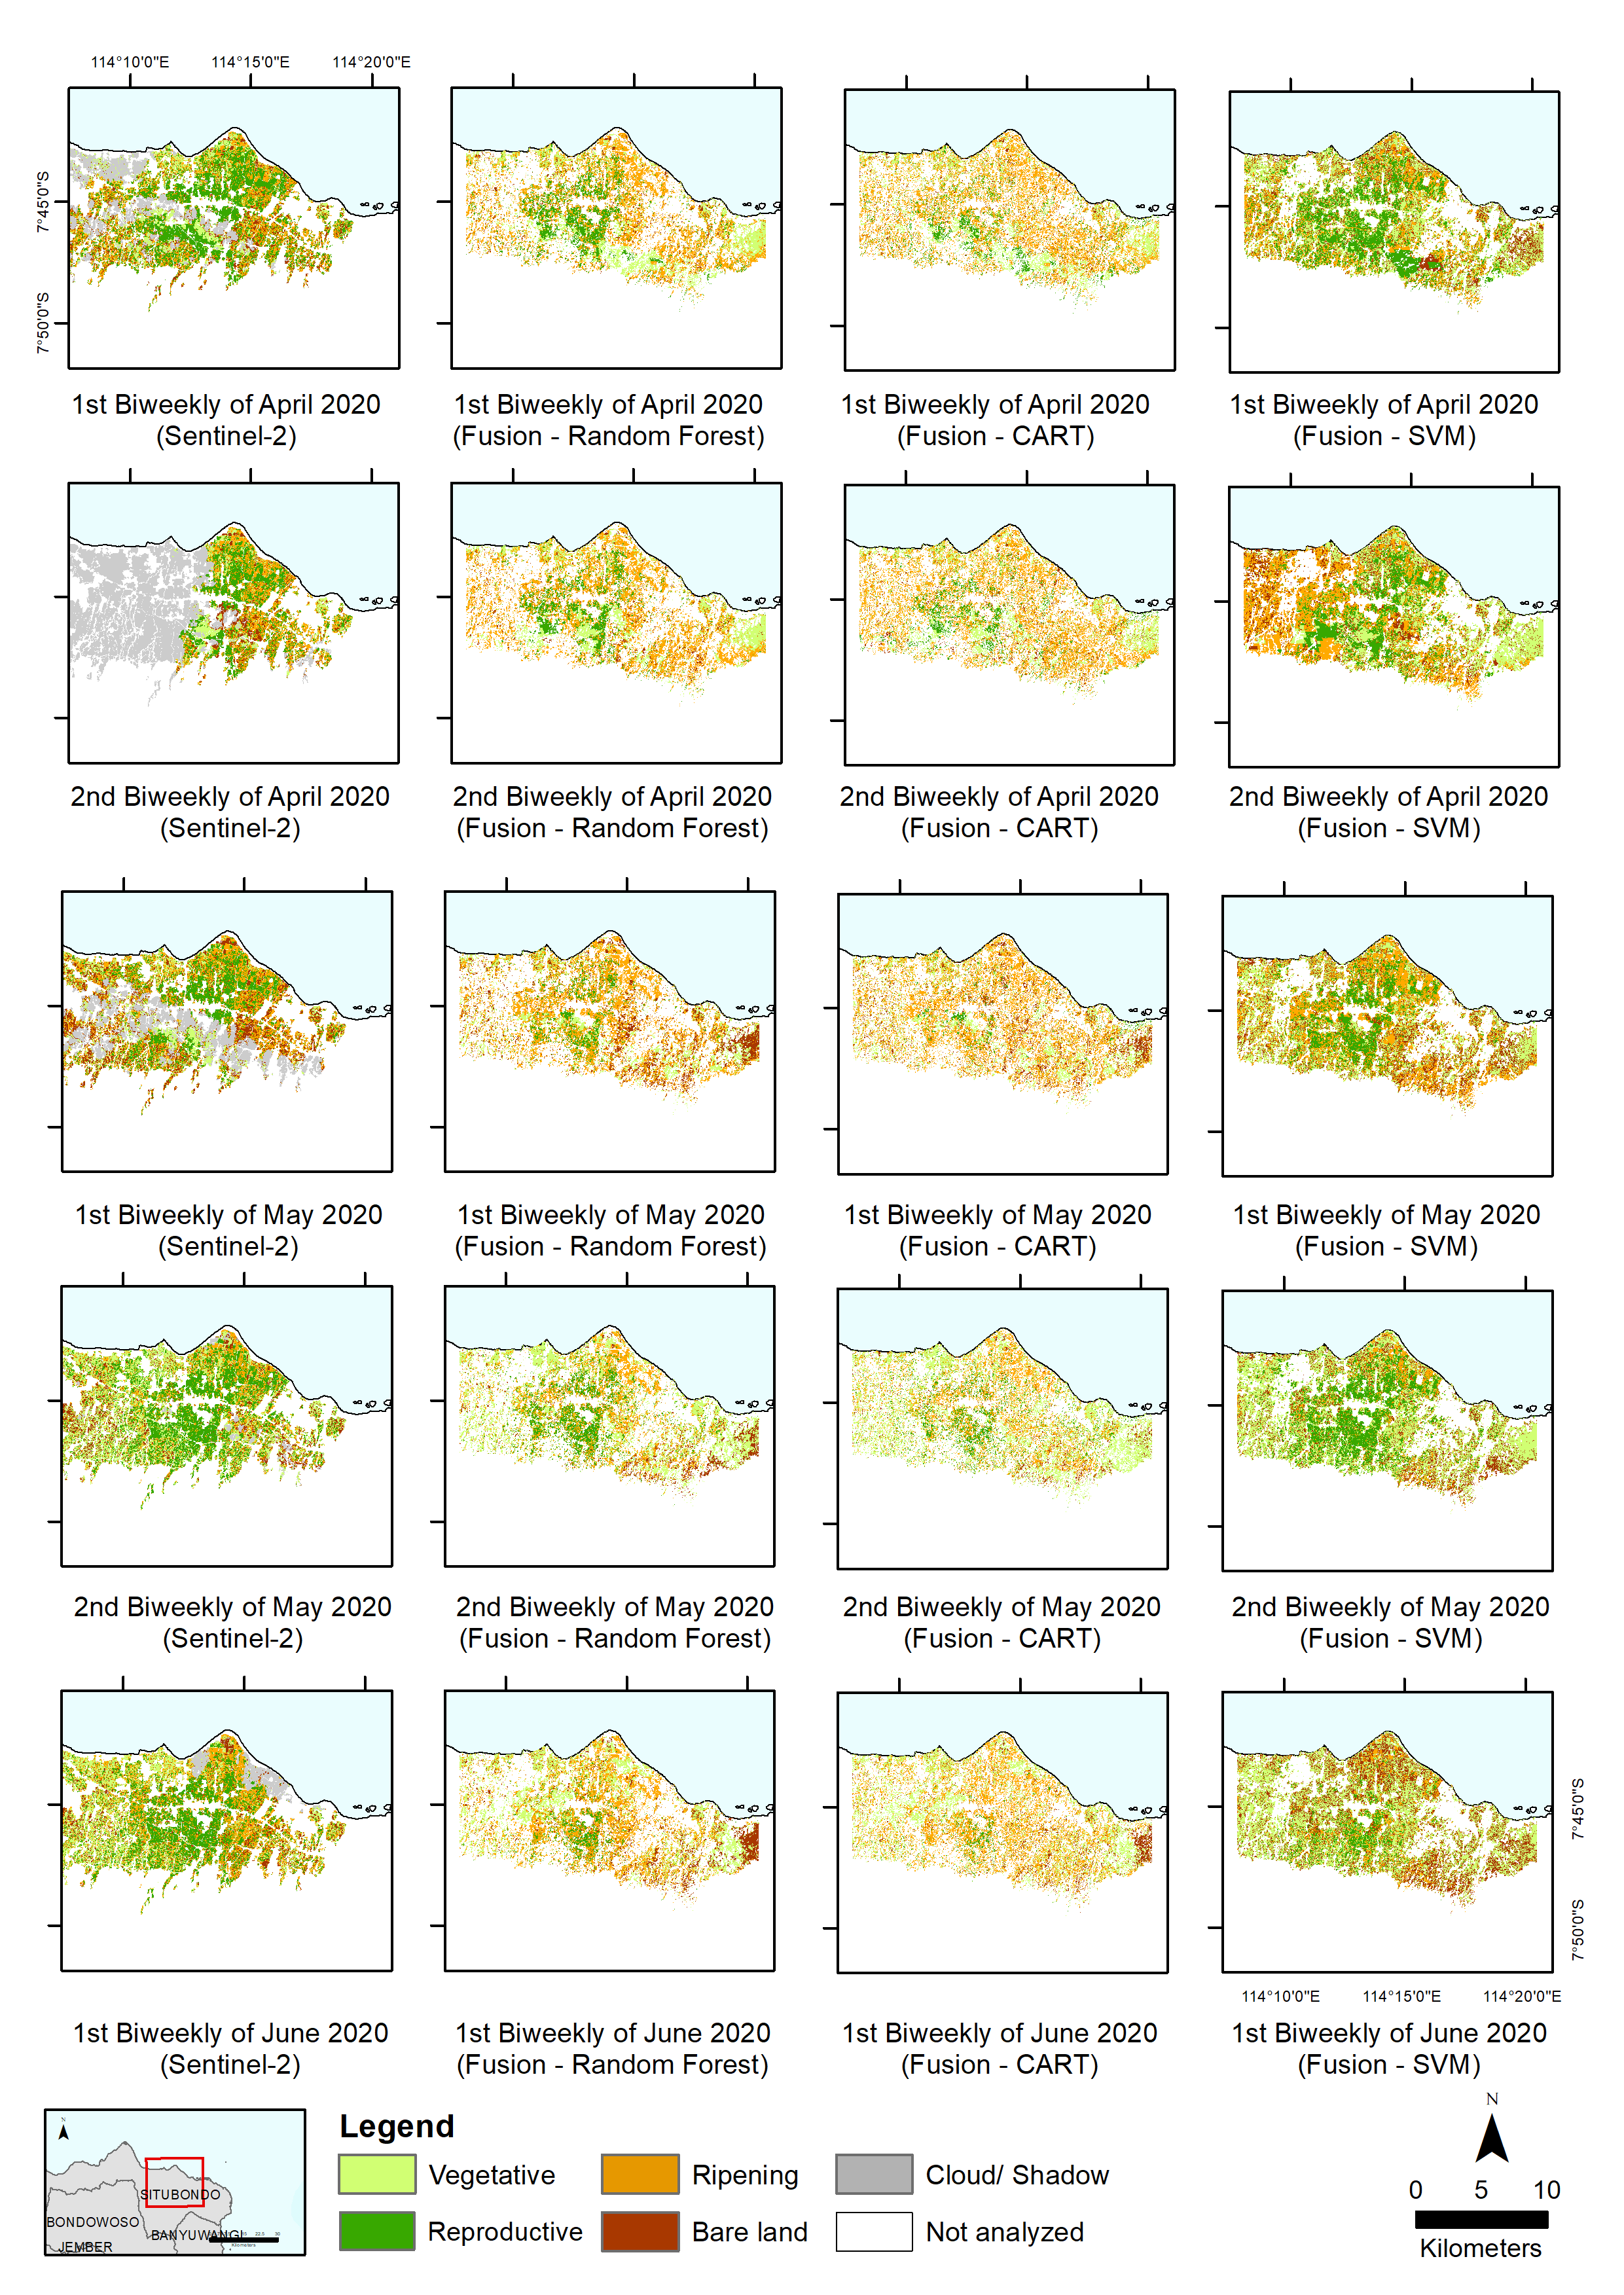 114°10'0"E 114°15'0"E 114°20'0"E
7°45'0"S
7°50'0"S
1st Biweekly of April 2020
(Sentinel-2)
1st Biweekly of April 2020
(Fusion - Random Forest)
1st Biweekly of April 2020
(Fusion - CART)
1st Biweekly of April 2020
(Fusion - SVM)
2nd Biweekly of April 2020
(Sentinel-2)
2nd Biweekly of April 2020
(Fusion - Random Forest)
2nd Biweekly of April 2020
(Fusion - CART)
2nd Biweekly of April 2020
(Fusion - SVM)
1st Biweekly of May 2020
(Sentinel-2)
1st Biweekly of May 2020
(Fusion - Random Forest)
1st Biweekly of May 2020
(Fusion - CART)
1st Biweekly of May 2020
(Fusion - SVM)
2nd Biweekly of May 2020
(Sentinel-2)
2nd Biweekly of May 2020
(Fusion - Random Forest)
2nd Biweekly of May 2020
(Fusion - CART)
2nd Biweekly of May 2020
(Fusion - SVM)
7°45'0"S
7°50'0"S
114°10'0"E 114°15'0"E 114°20'0"E
1st Biweekly of June 2020
(Sentinel-2)
1st Biweekly of June 2020
(Fusion - Random Forest)
1st Biweekly of June 2020
(Fusion - CART)
1st Biweekly of June 2020
(Fusion - SVM)
N
SITUBONDO
BONDOWOSO
BANYUWANGI
JEMBER
22,5 30
Kilometers
Legend
Vegetative
Ripening
Cloud/ Shadow
Reproductive
Bare land
Not analyzed
N
0 5 10
Kilometers